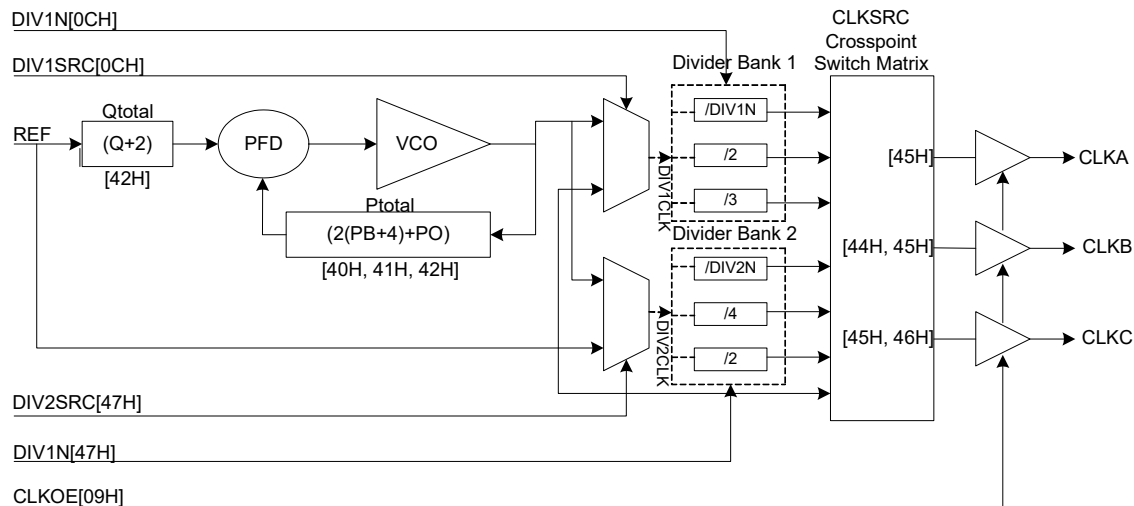 DIV1N[0CH]
DIV1SRC[0CH]
CLKSRC
Crosspoint
Switch Matrix
Divider Bank 1
/DIV1N
/2
/3
DIV1CLK
Qtotal
(Q+2)
[42H]
REF
PFD
VCO
Ptotal
(2(PB+4)+PO)
[40H, 41H, 42H]
Divider Bank 2
/DIV2N
/4
/2
DIV2CLK
[45H]
[44H, 45H]
[45H, 46H]
CLKA
CLKB
CLKC
DIV2SRC[47H]
DIV1N[47H]
CLKOE[09H]